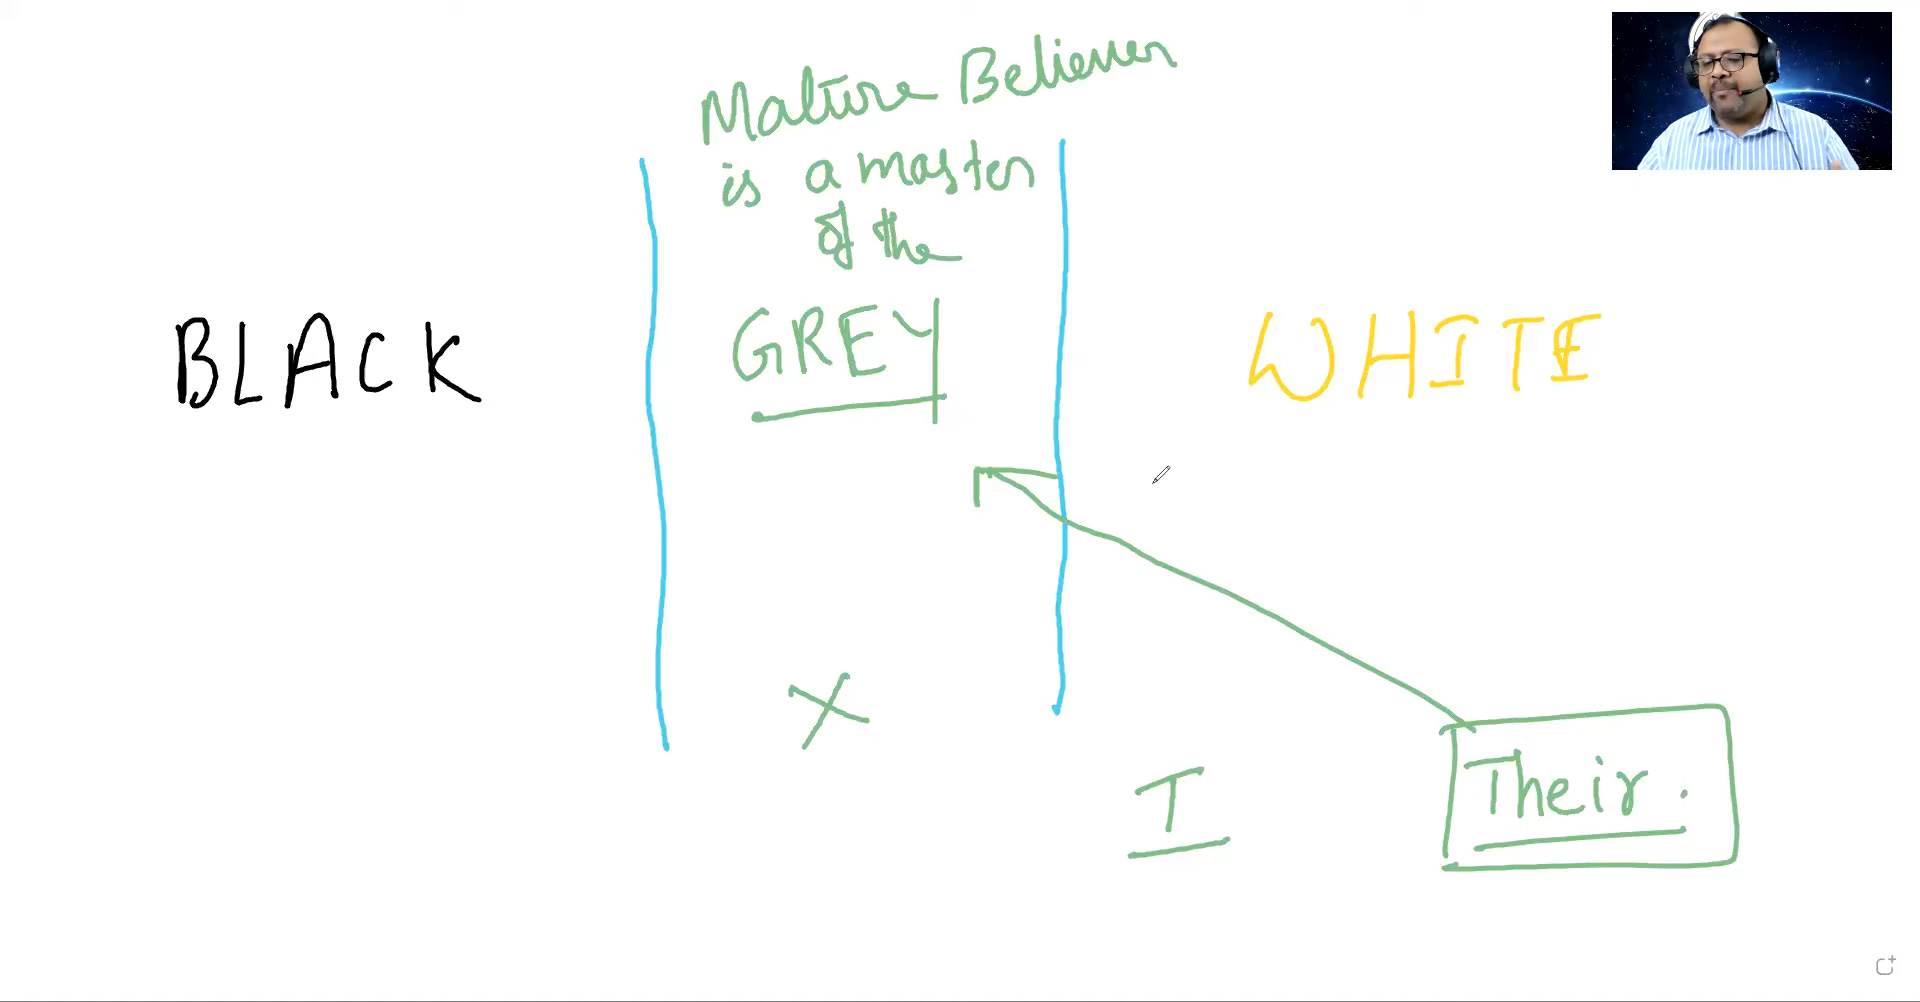 Mature Believer
is a master
of the
BLACK
GREY
WHITE
X
I
Their.